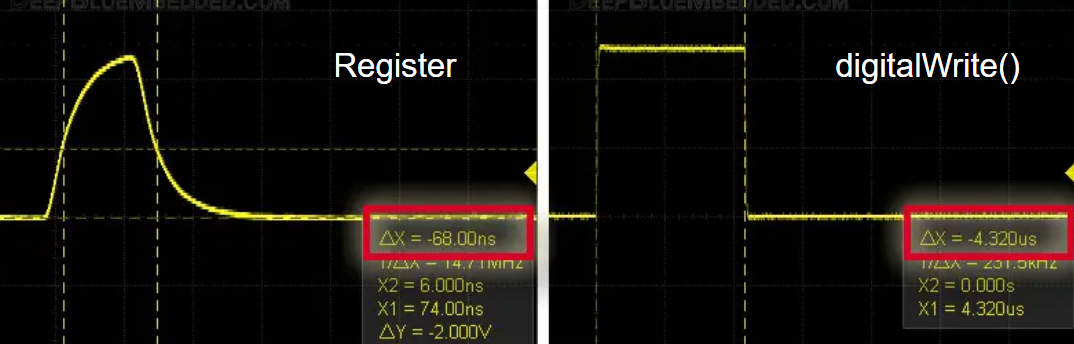 DEEPBLUEMBEDDED.COM
Register
ΔX = -68.00ns
1/ΔX = 14.71MHz
X2 = 6.000ns
X1 = 74.00ns
ΔY = -2.000V
DEEPBLUEMBEDDED.COM
digitalWrite()
ΔX = -4.320us
1/ΔX = 231.5kHz
X2 = 0.000s
X1 = 4.320us